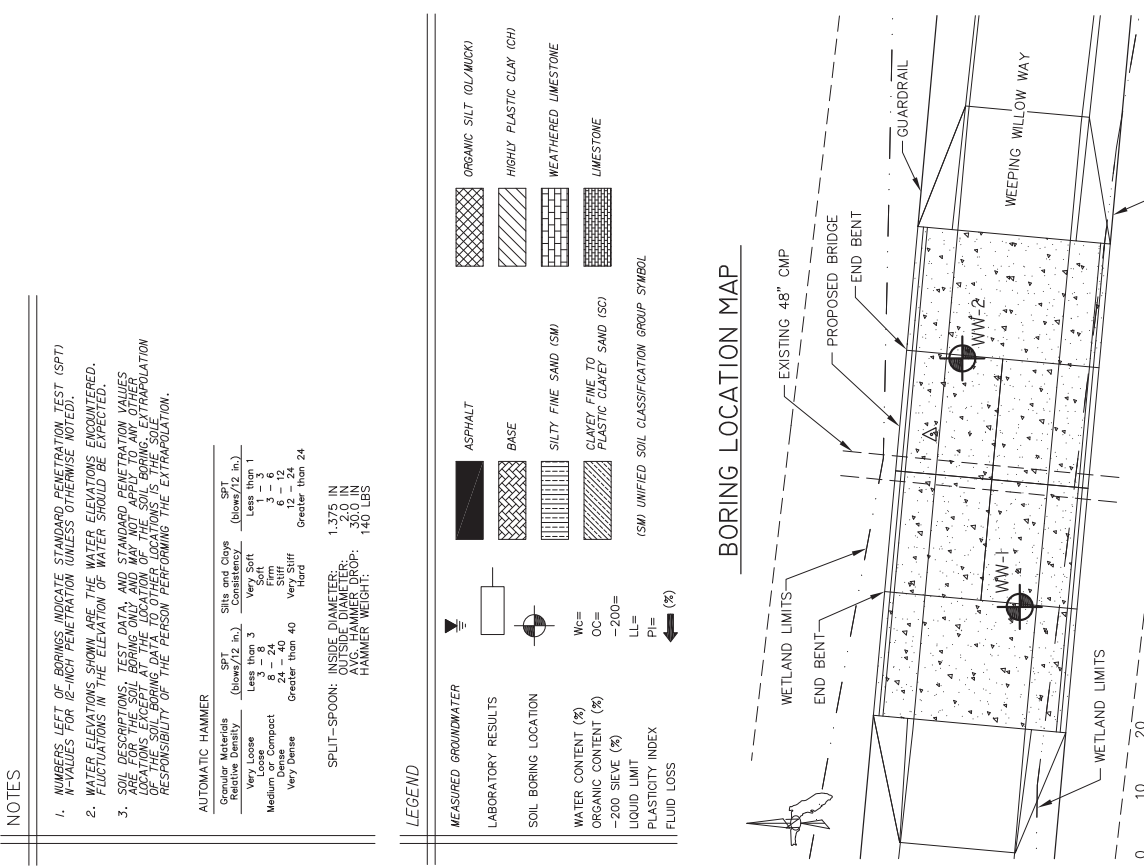 NOTES
1. NUMBERS LEFT OF BORINGS INDICATE STANDARD PENETRATION TEST (SPT)
N-VALUES FOR 12-INCH PENETRATION (UNLESS OTHERWISE NOTED).
2. WATER ELEVATIONS SHOWN ARE THE WATER ELEVATIONS ENCOUNTERED.
FLUCTUATIONS IN THE ELEVATION OF WATER SHOULD BE EXPECTED.
3. SOIL DESCRIPTIONS, TEST DATA, AND STANDARD PENETRATION VALUES
ARE FOR THE SOIL BORING ONLY AND MAY NOT APPLY TO ANY OTHER
LOCATIONS EXCEPT AT THE LOCATION OF THE SOIL BORING. EXTRAPOLATION
OF THE SOIL BORING DATA TO OTHER LOCATIONS IS THE SOLE
RESPONSIBILITY OF THE PERSON PERFORMING THE EXTRAPOLATION.
AUTOMATIC HAMMER
Granular Materials SPT Silts and Clays SPT
Relative Density (blows/12 in.) Consistency (blows/12 in.)
Very Loose Less than 3 Very Soft Less than 1
Loose 3 - 8 Soft 1 - 3
Medium or Compact 8 - 24 Firm 3 - 6
Dense 24 - 40 Stiff 6 - 12
Very Dense Greater than 40 Very Stiff 12 - 24
Hard Greater than 24
SPLIT-SPOON: INSIDE DIAMETER: 1.375 IN
OUTSIDE DIAMETER: 2.0 IN
AVG. HAMMER DROP: 30.0 IN
HAMMER WEIGHT: 140 LBS
LEGEND
MEASURED GROUNDWATER
LABORATORY RESULTS
SOIL BORING LOCATION
WATER CONTENT (%) Wc=
ORGANIC CONTENT (%) OC=
-200 SIEVE (%) -200=
LIQUID LIMIT LL=
PLASTICITY INDEX PI=
FLUID LOSS (%)
ASPHALT
BASE
SILTY FINE SAND (SM)
CLAYEY FINE TO
PLASTIC CLAYEY SAND (SC)
(SM) UNIFIED SOIL CLASSIFICATION GROUP SYMBOL
ORGANIC SILT (OL/MUCK)
HIGHLY PLASTIC CLAY (CH)
WEATHERED LIMESTONE
LIMESTONE
BORING LOCATION MAP
WETLAND LIMITS
END BENT
EXISTING 48" CMP
PROPOSED BRIDGE
END BENT
GUARDRAIL
WW-1
WW-2
WEEPING WILLOW WAY
WETLAND LIMITS
0 10 20